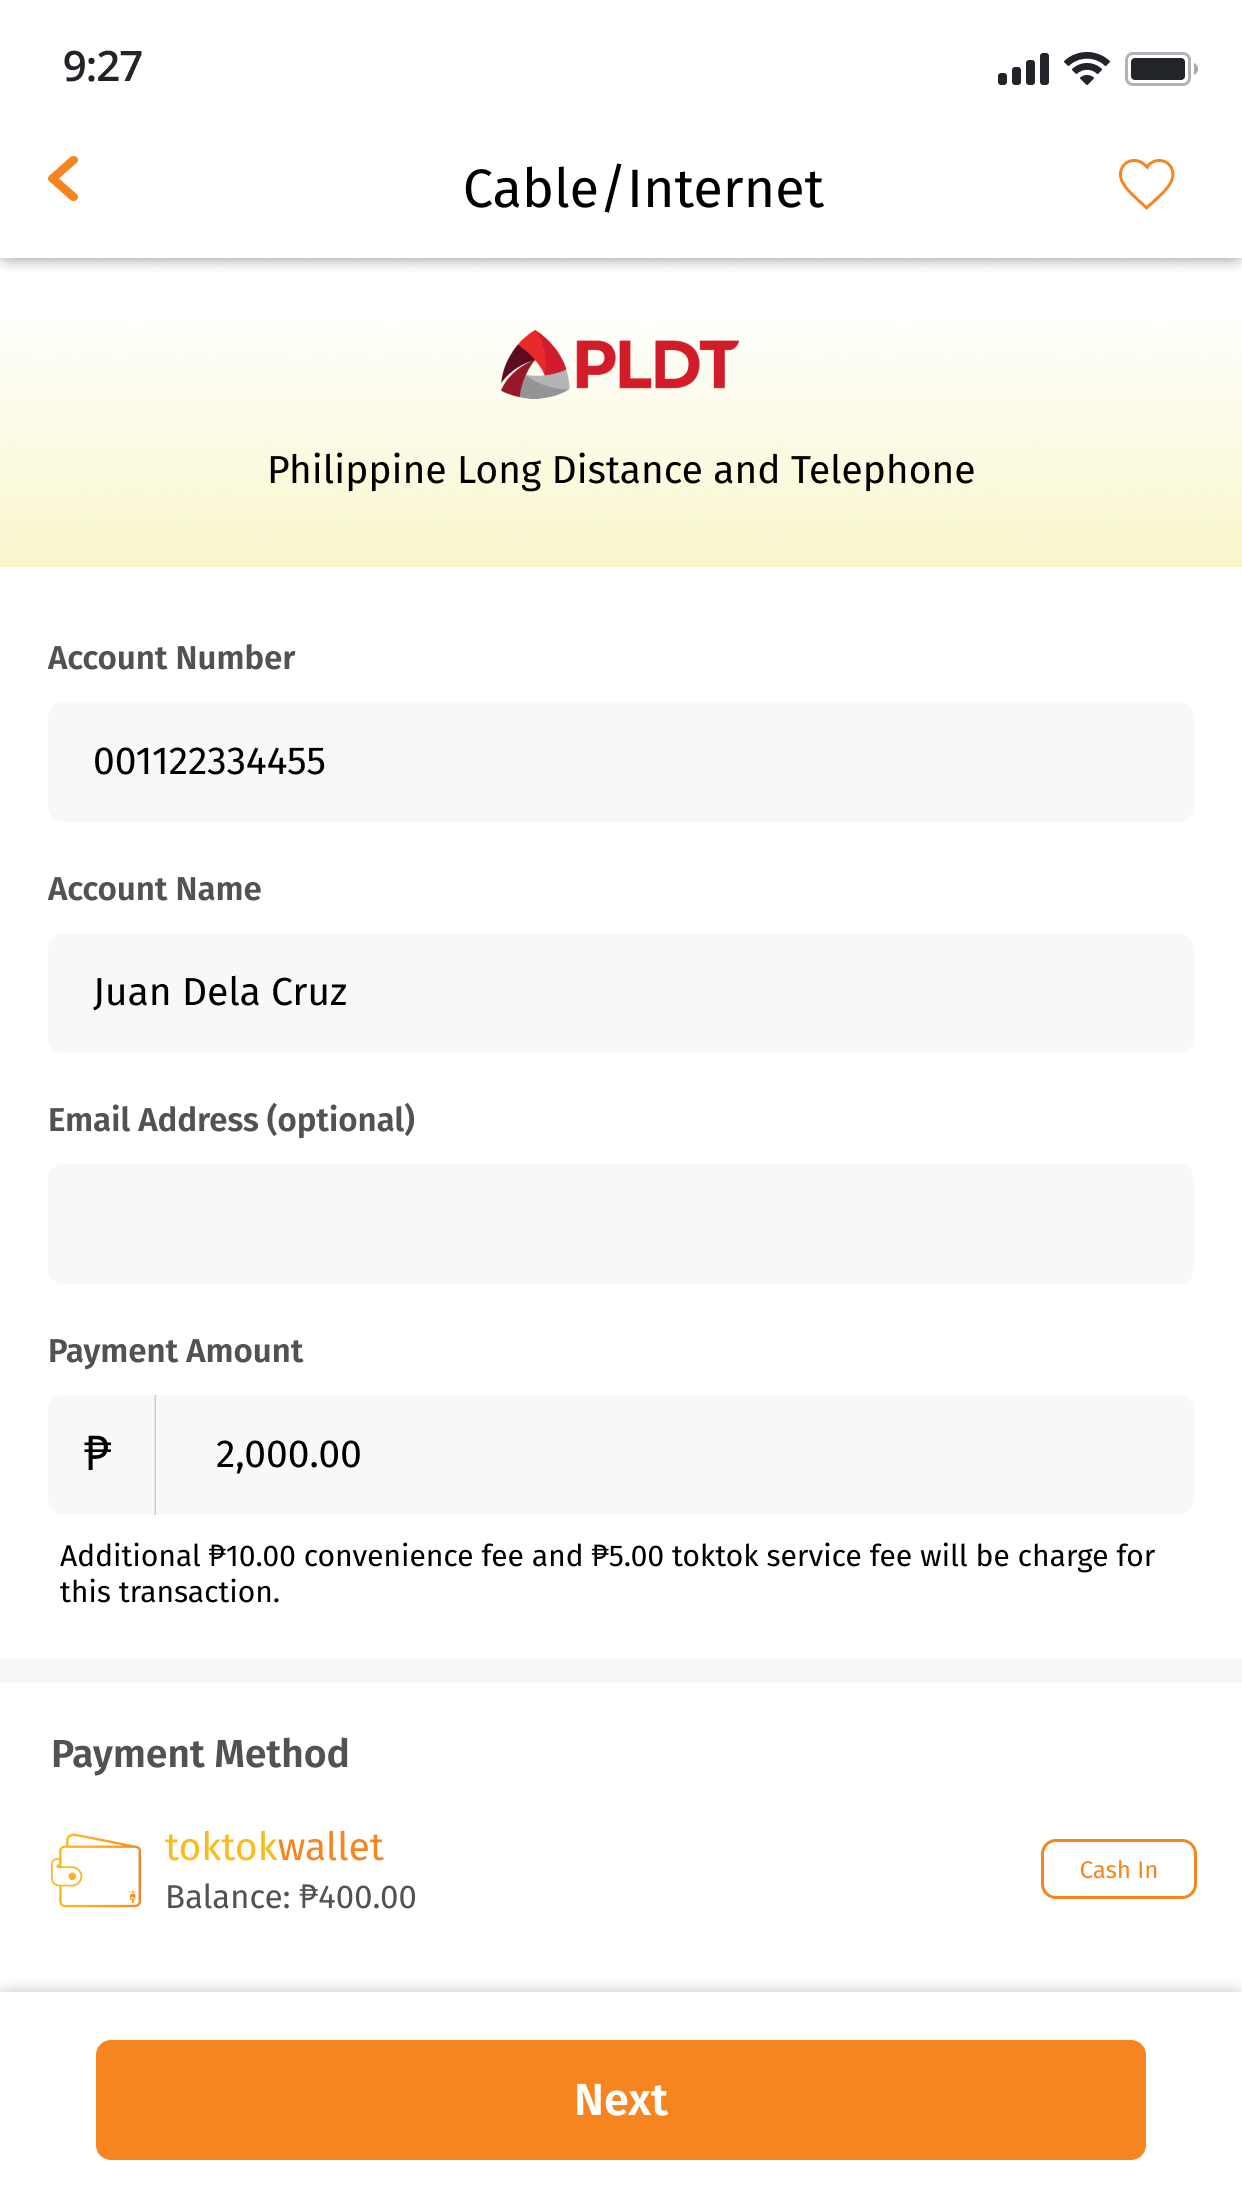 9:27
Cable/Internet
PLDT
Philippine Long Distance and Telephone
Account Number
001122334455
Account Name
Juan Dela Cruz
Email Address (optional)
Payment Amount
₱ 2,000.00
Additional ₱10.00 convenience fee and ₱5.00 toktok service fee will be charge for
this transaction.
Payment Method
toktokwallet
Balance: ₱400.00
Cash In
Next